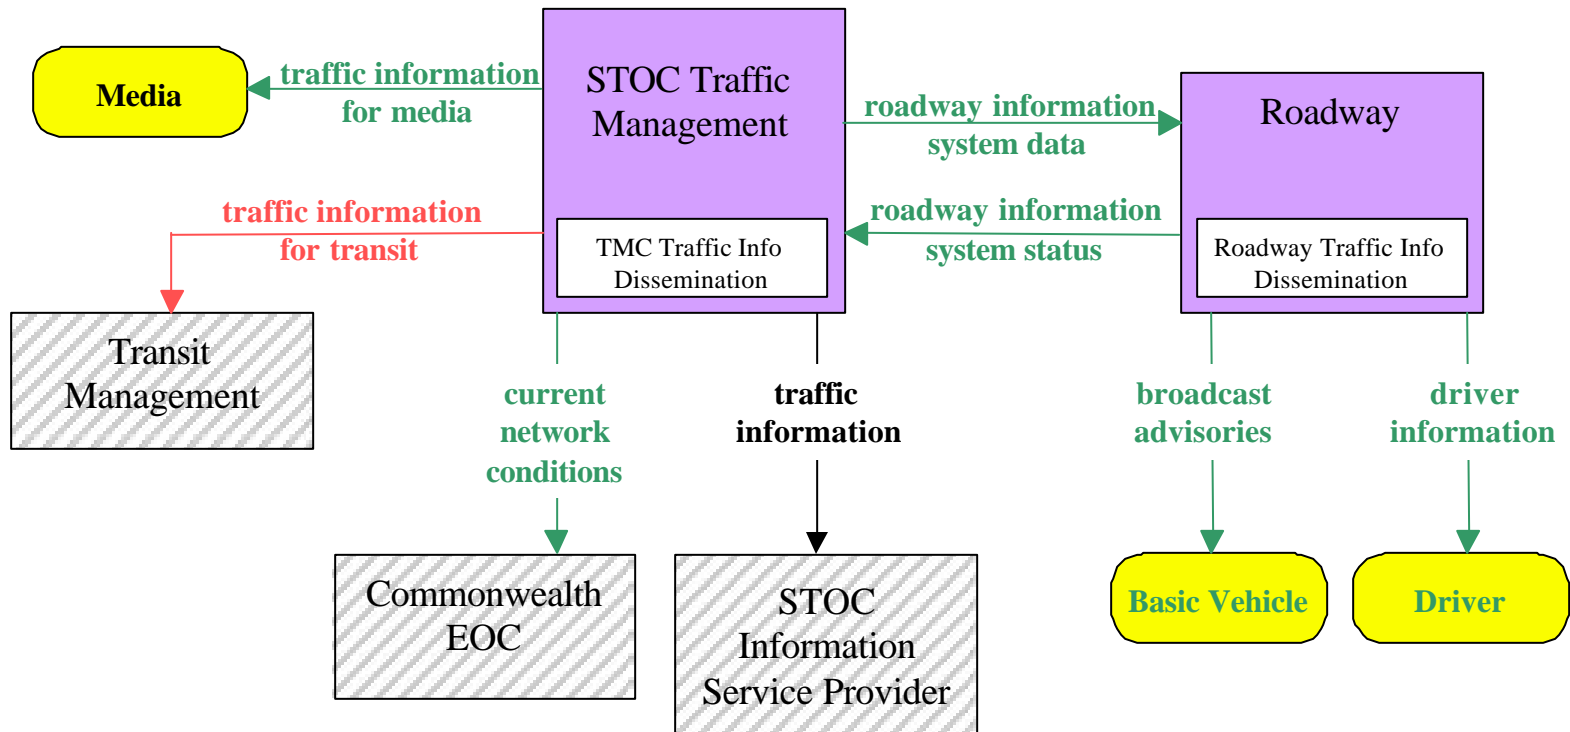 Media
traffic information
for media
STOC Traffic
Management
roadway information
system data
Roadway
traffic information
for transit
TMC Traffic Info
Dissemination
roadway information
system status
Roadway Traffic Info
Dissemination
Transit
Management
current
network
conditions
traffic
information
broadcast
advisories
driver
information
Commonwealth
EOC
STOC
Information
Service Provider
Basic Vehicle
Driver